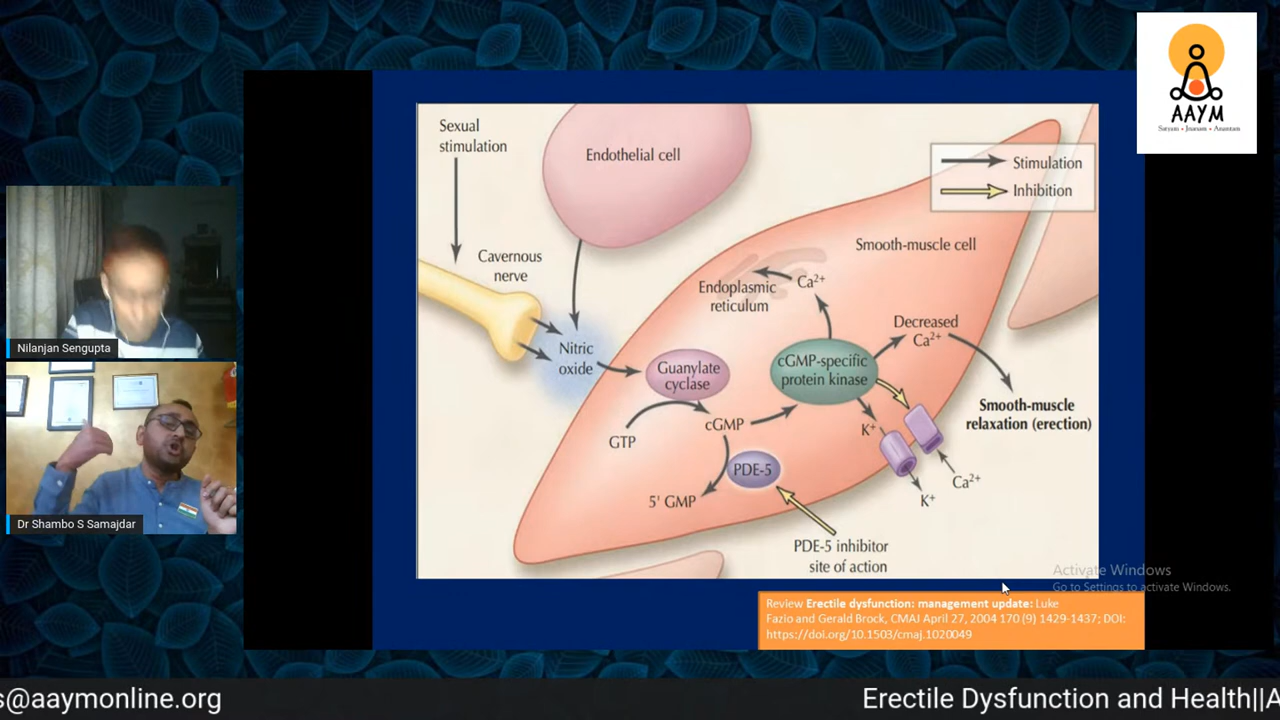 AAYM
Sexual
stimulation
Endothelial cell
Stimulation
Inhibition
Cavernous
nerve
Smooth-muscle cell
Endoplasmic
reticulum
Ca2+
Decreased
Ca2+
Nitric
oxide
Guanylate
cyclase
cGMP-specific
protein kinase
Smooth-muscle
relaxation (erection)
GTP
cGMP
K+
PDE-5
5' GMP
Ca2+
K+
PDE-5 inhibitor
site of action
Nilanjan Sengupta
Dr Shambo S Samajdar
Activate Windows
Go to Settings to activate Windows.
Review Erectile dysfunction: management update: Luke
Fazio and Gerald Brock, CMAJ April 27, 2004 170 (9) 1429-1437; DOI:
https://doi.org/10.1503/cmaj.1020049
s@aaymonline.org
Erectile Dysfunction and Health||A